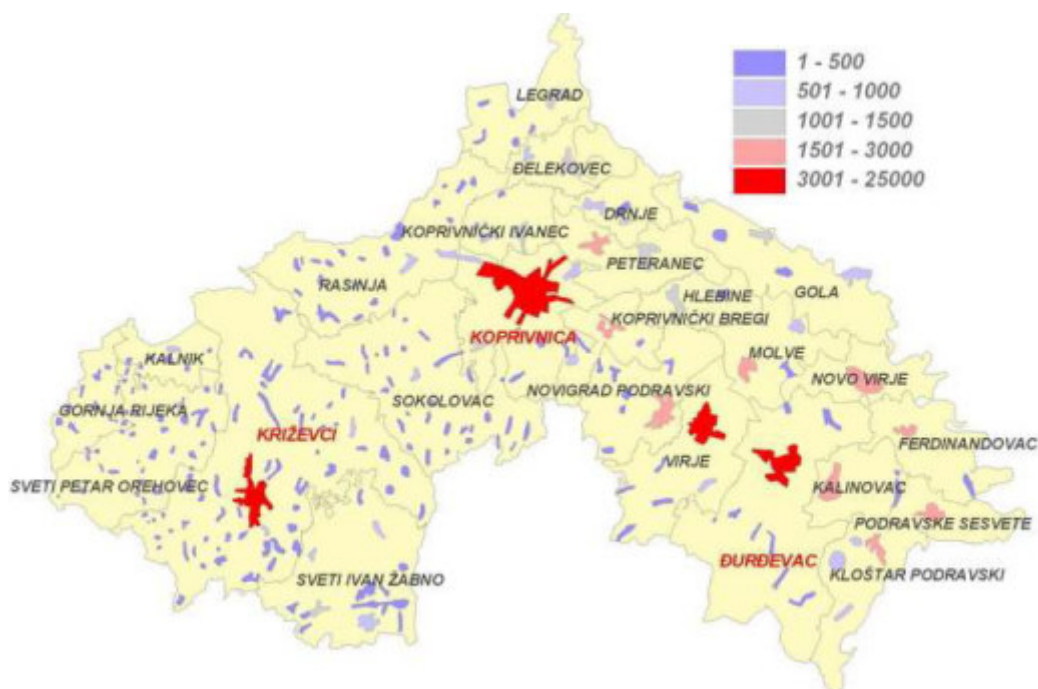 1 - 500
501 - 1000
1001 - 1500
1501 - 3000
3001 - 25000
LEGRAD
ĐELEKOVEC
DRNJE
KOPRIVNIČKI IVANEC
PETERANEC
RASINJA
HLEBINE
GOLA
KOPRIVNIČKI BREGI
KOPRIVNICA
MOLVE
KALNIK
NOVO VIRJE
NOVIGRAD PODRAVSKI
SOKOLOVAC
GORNJA RIJEKA
KRIŽEVCI
FERDINANDOVAC
VIRJE
SVETI PETAR OREHOVEC
KALINOVAC
PODRAVSKE SESVETE
ĐURĐEVAC
KLOŠTAR PODRAVSKI
SVETI IVAN ŽABNO